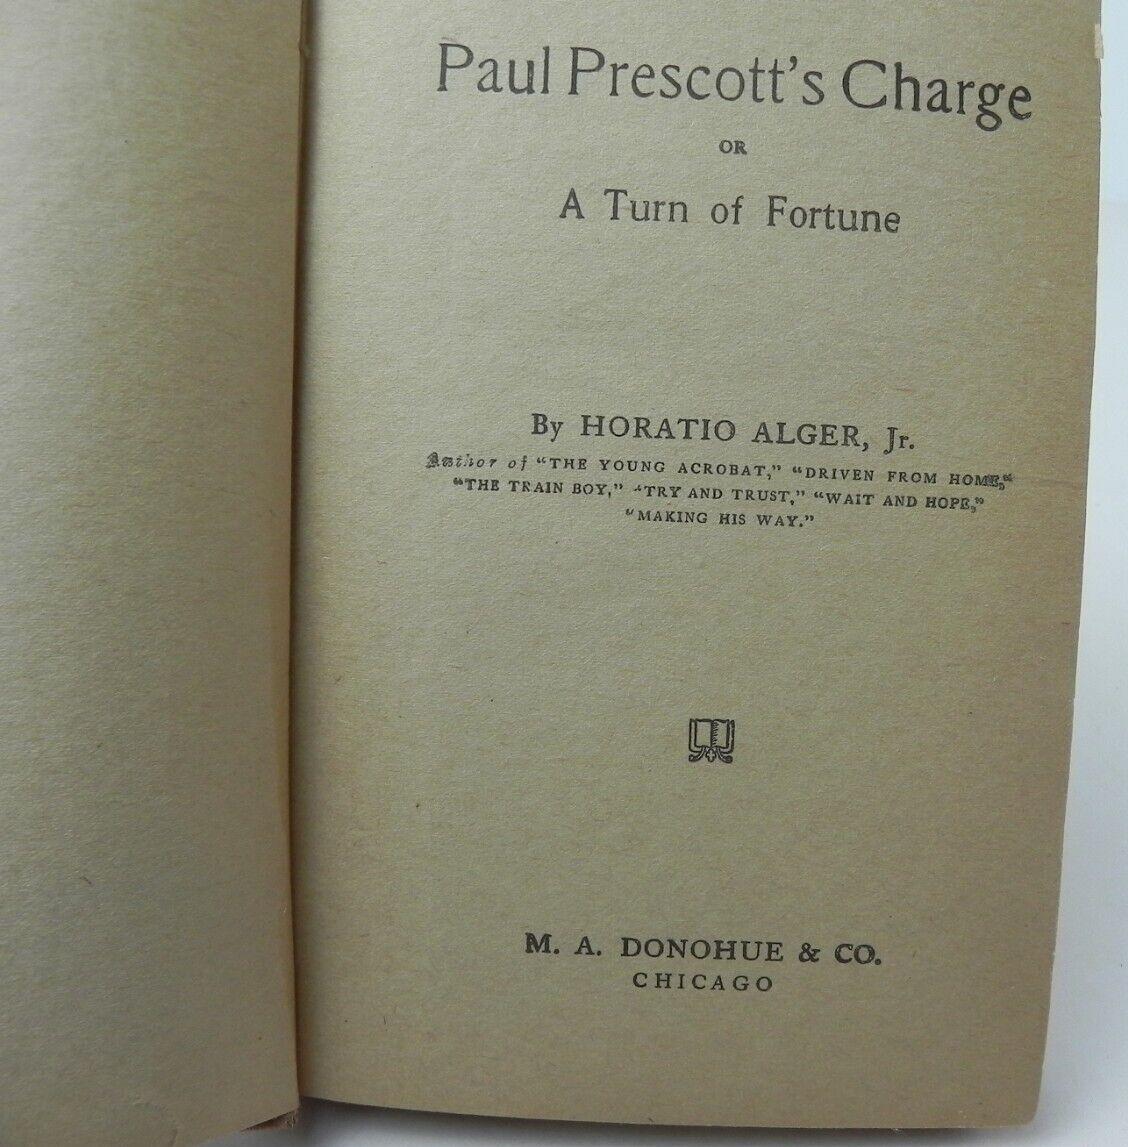 Paul Prescott's Charge
OR
A Turn of Fortune
By HORATIO ALGER, Jr.
Author of "THE YOUNG ACROBAT," "DRIVEN FROM HOME,"
"THE TRAIN BOY," "TRY AND TRUST," "WAIT AND HOPE,"
"MAKING HIS WAY."
M. A. DONOHUE & CO.
CHICAGO